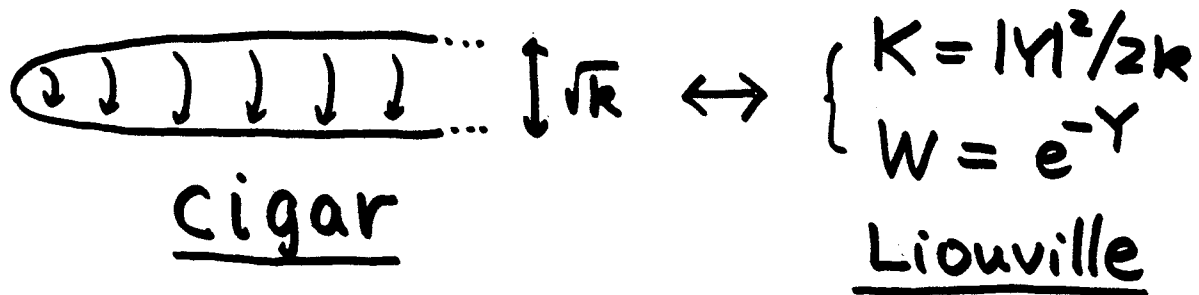 √k ↔ { K = |Y|²/2k
W = e^{-Y}
cigar
Liouville